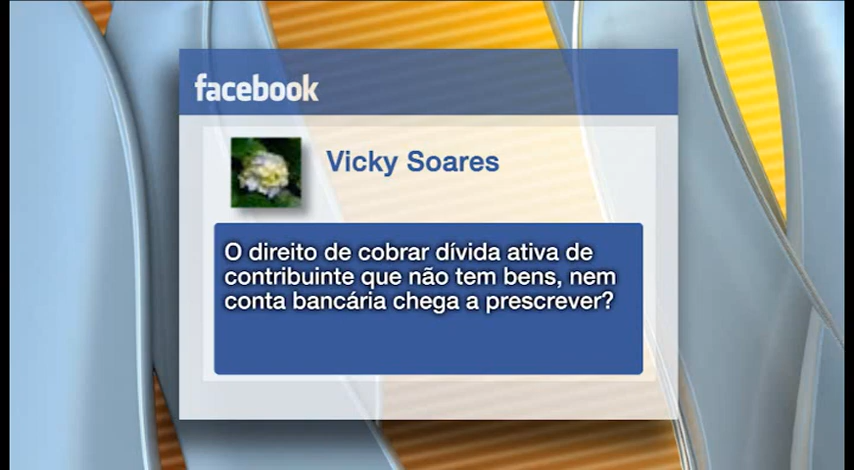 facebook
Vicky Soares
O direito de cobrar dívida ativa de
contribuinte que não tem bens, nem
conta bancária chega a prescrever?